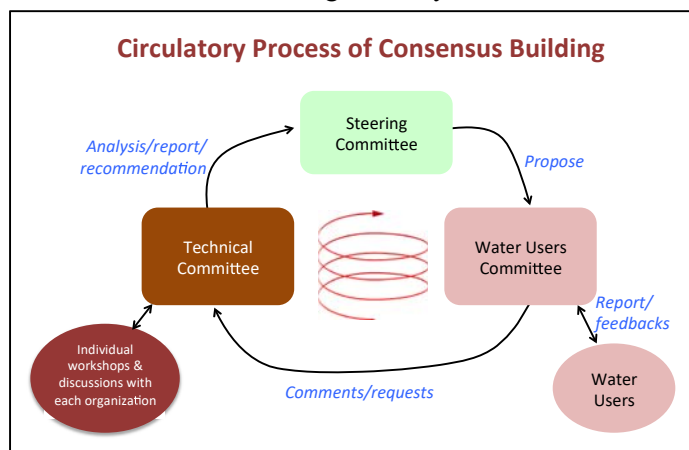 Circulatory Process of Consensus Building
Steering
Committee
Analysis/report/
recommendation
Propose
Technical
Committee
Water Users
Committee
Report/
feedbacks
Individual
workshops &
discussions with
each organization
Comments/requests
Water
Users